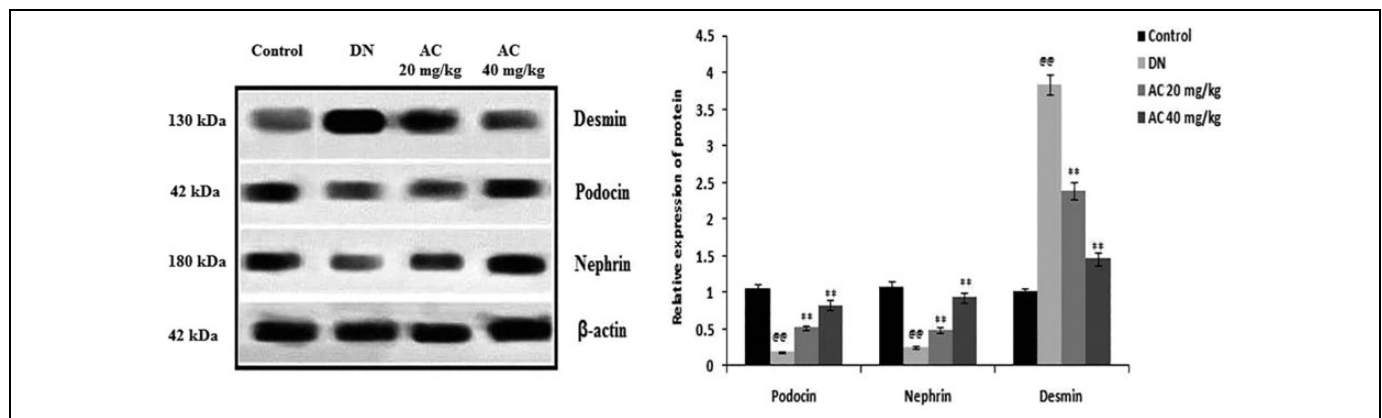 Control DN AC AC
20 mg/kg 40 mg/kg
130 kDa Desmin
42 kDa Podocin
180 kDa Nephrin
42 kDa β-actin
Relative expression of protein
4.5
4
3.5
3
2.5
2
1.5
1
0.5
0
@@
**
**
@@
**
**
@@
**
**
Podocin Nephrin Desmin
Control
DN
AC 20 mg/kg
AC 40 mg/kg